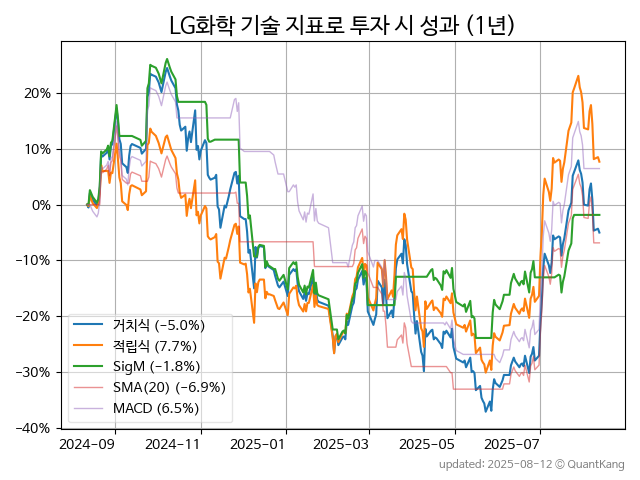 LG화학 기술 지표로 투자 시 성과 (1년)
20%
10%
0%
−10%
−20%
−30%
−40%
거치식 (−5.0%)
적립식 (7.7%)
SigM (−1.8%)
SMA(20) (−6.9%)
MACD (6.5%)
2024-09
2024-11
2025-01
2025-03
2025-05
2025-07
updated: 2025-08-12 © QuantKang